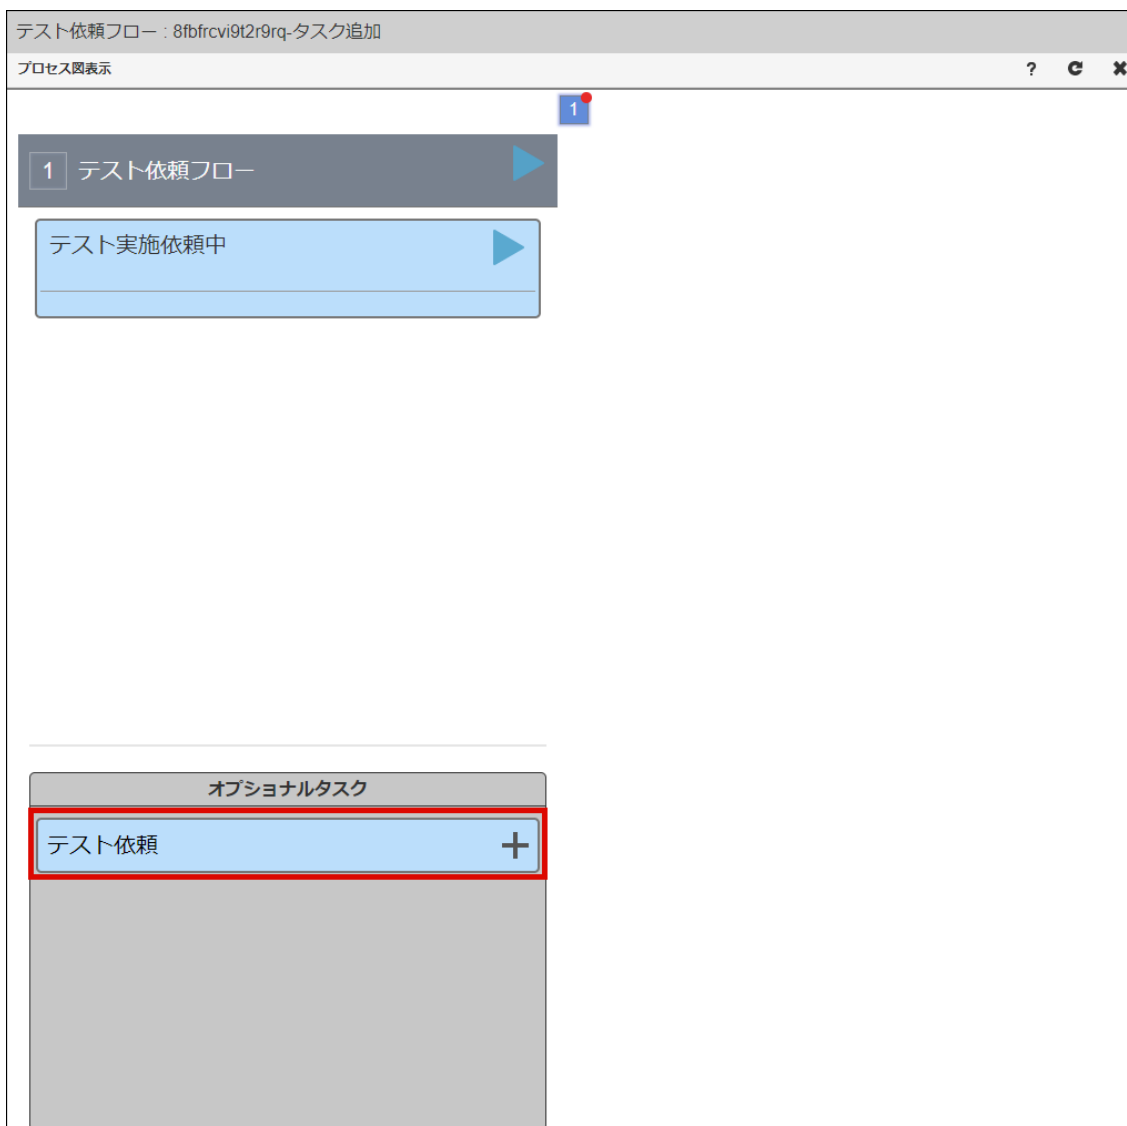 テスト依頼フロー : 8fbfrcvi9t2r9rq-タスク追加
プロセス図表示
?
1
1 テスト依頼フロー
テスト実施依頼中
オプショナルタスク
テスト依頼